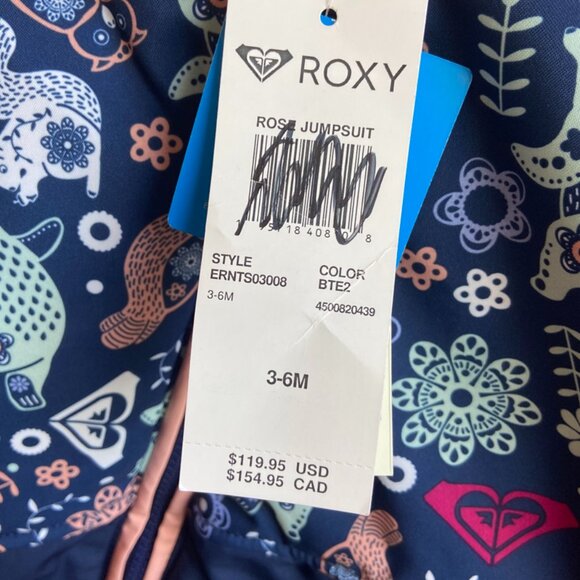 ROXY
ROSE JUMPSUIT
STYLE
ERNTS03008
COLOR
BTE2
3-6M
4500820439
3-6M
$119.95 USD
$154.95 CAD